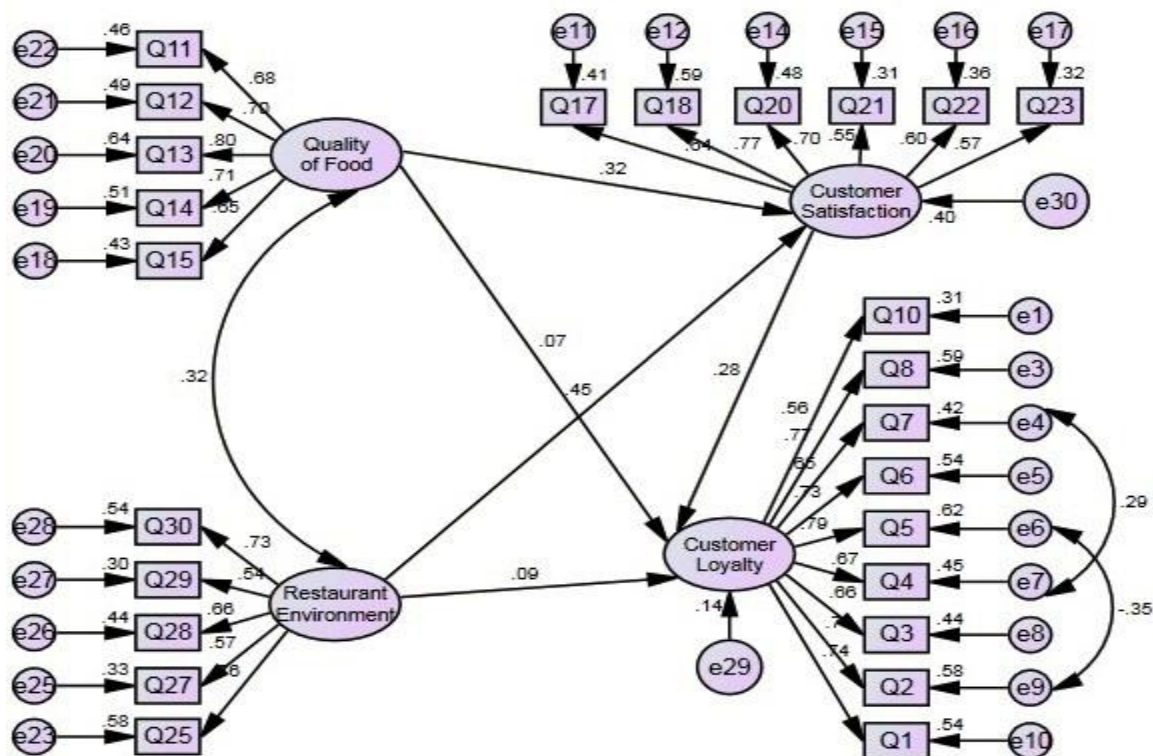 e22 .46 Q11
.68
e21 .49 Q12
.70
e20 .64 Q13 .80
Quality
of Food
e19 .51 Q14 .71
.65
e18 .43 Q15
e11 e12 e14 e15 e16 e17
.41 .59 .48 .31 .36 .32
Q17 Q18 Q20 Q21 Q22 Q23
.64 .77 .70 .55 .60 .57
.32
Customer
Satisfaction
.40 e30
.32
.07
.45
.28
Q10 .31 e1
Q8 .59 e3
Q7 .42 e4
Q6 .54 e5
Q5 .62 e6
Q4 .45 e7
Q3 .44 e8
Q2 .58 e9
Q1 .54 e10
.56
.77
.65
.73
.79
.67
.66
.74
.29
-.35
Customer
Loyalty
.14
e29
.09
e28 .54 Q30
.73
e27 .30 Q29 .54
Restaurant
Environment
e26 .44 Q28 .66
.57
e25 .33 Q27
e23 .58 Q25